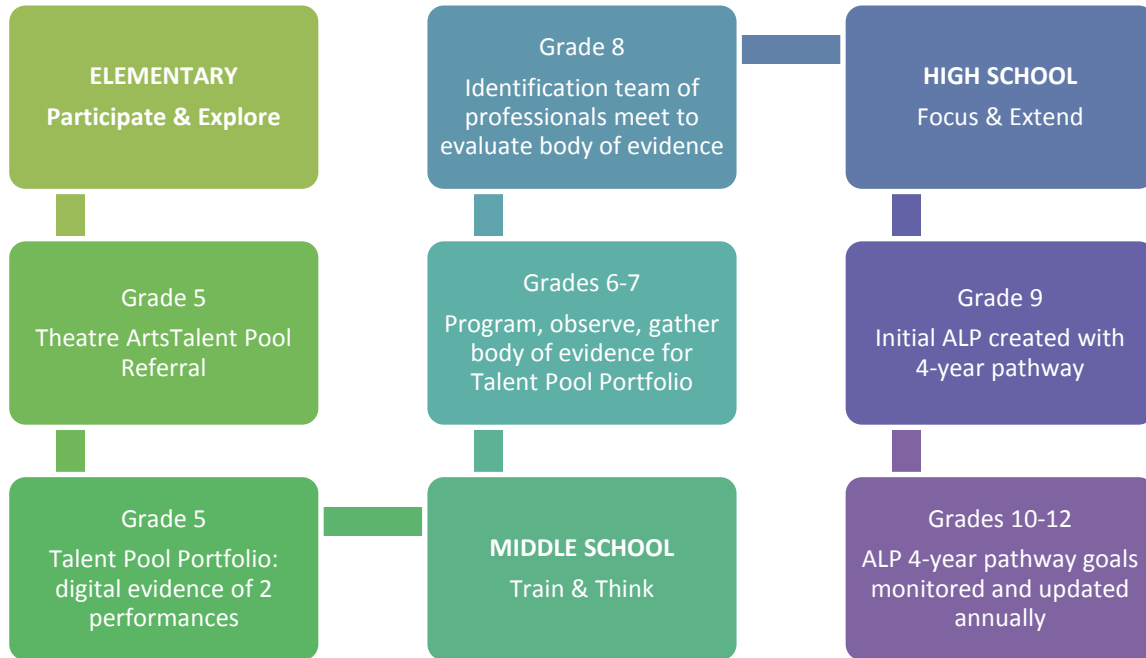 ELEMENTARY
Participate & Explore
Grade 5
Theatre ArtsTalent Pool
Referral
Grade 5
Talent Pool Portfolio:
digital evidence of 2
performances
MIDDLE SCHOOL
Train & Think
Grades 6-7
Program, observe, gather
body of evidence for
Talent Pool Portfolio
Grade 8
Identification team of
professionals meet to
evaluate body of evidence
HIGH SCHOOL
Focus & Extend
Grade 9
Initial ALP created with
4-year pathway
Grades 10-12
ALP 4-year pathway goals
monitored and updated
annually